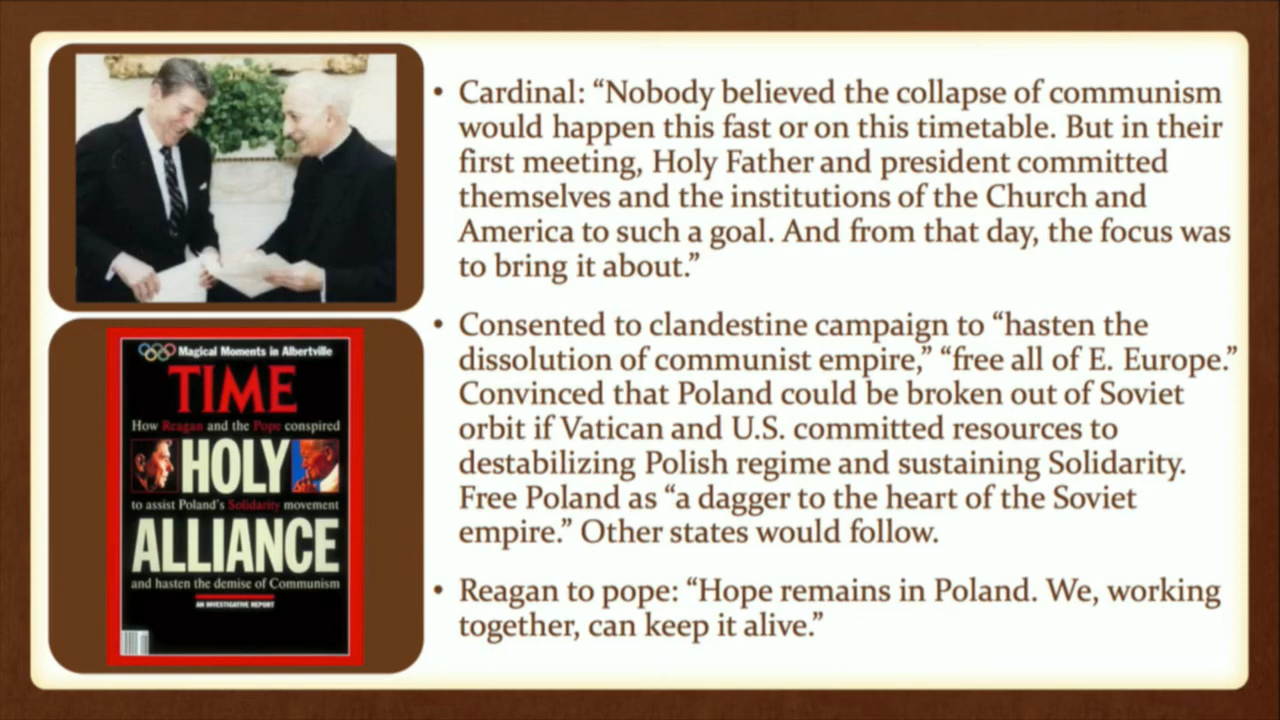 • Cardinal: “Nobody believed the collapse of communism
would happen this fast or on this timetable. But in their
first meeting, Holy Father and president committed
themselves and the institutions of the Church and
America to such a goal. And from that day, the focus was
to bring it about.”
• Consented to clandestine campaign to “hasten the
dissolution of communist empire,” “free all of E. Europe.”
Convinced that Poland could be broken out of Soviet
orbit if Vatican and U.S. committed resources to
destabilizing Polish regime and sustaining Solidarity.
Free Poland as “a dagger to the heart of the Soviet
empire.” Other states would follow.
• Reagan to pope: “Hope remains in Poland. We, working
together, can keep it alive.”
Magical Moments in Albertville
TIME
How Reagan and the Pope conspired
HOLY
to assist Poland's Solidarity movement
ALLIANCE
and hasten the demise of Communism
AN INVESTIGATIVE REPORT